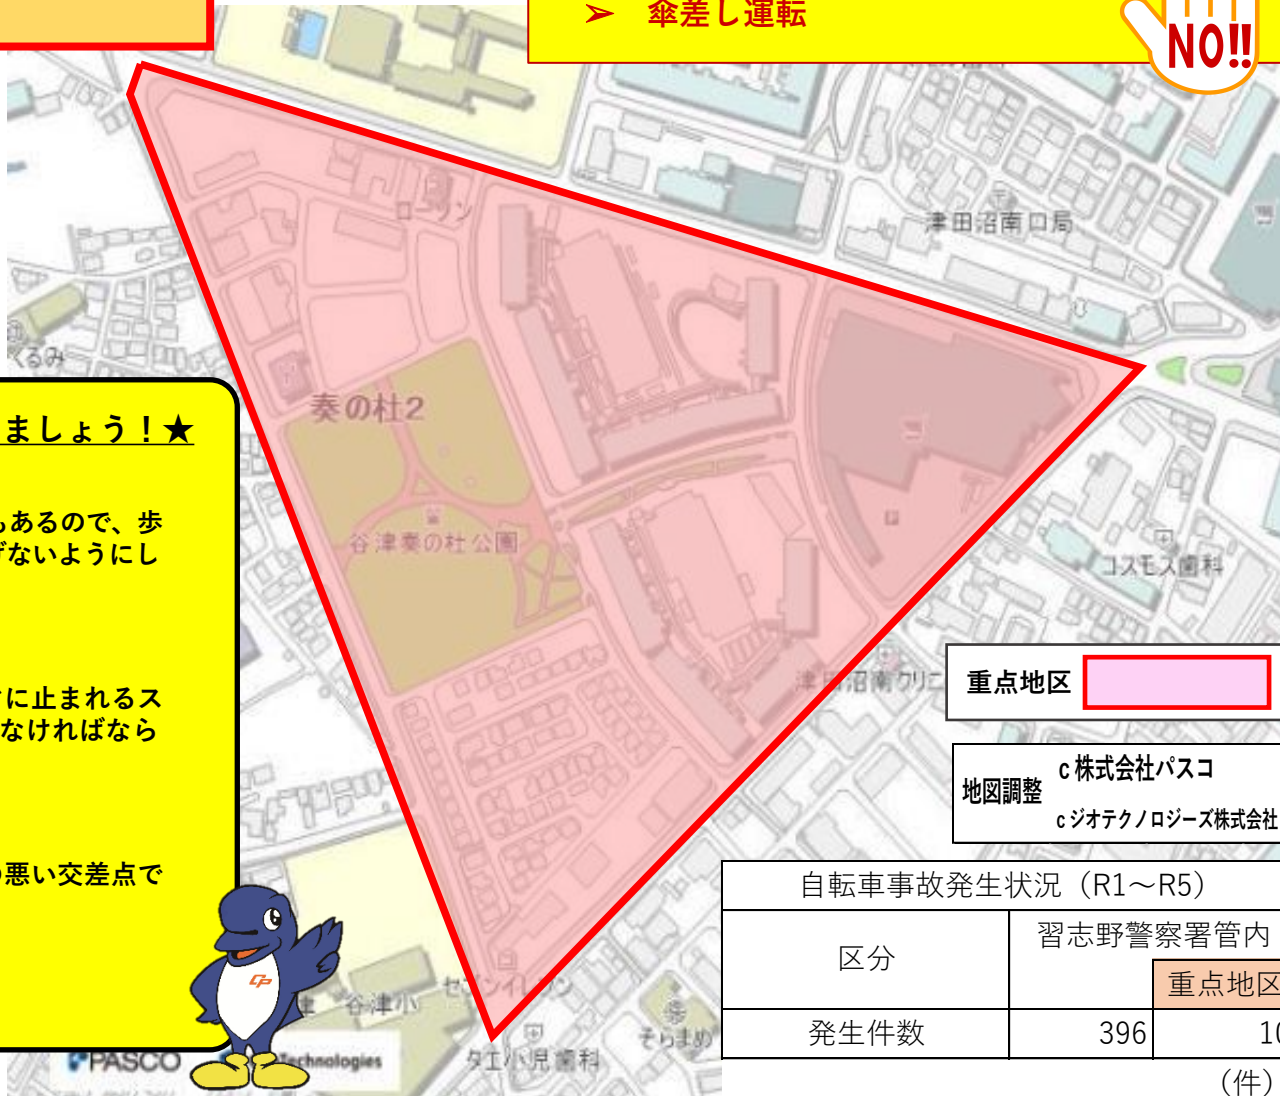 ➢ 傘差し運転
NO!!
ローソン
津田沼南口局
くるみ
奏の杜2
谷津奏の杜公園
コスモス歯科
津田沼南クリニ
ましょう！★
もあるので、歩
げないようにし
に止まれるス
なければなら
の悪い交差点で
重点地区
地図調整
c株式会社パスコ
cジオテクノロジーズ株式会社
自転車事故発生状況（R1～R5）
区分
習志野警察署管内
重点地区
発生件数
396
10
（件）
CP
谷津小
セブンイレブン
そらまめ
タエ小児歯科
PASCO
Technologies